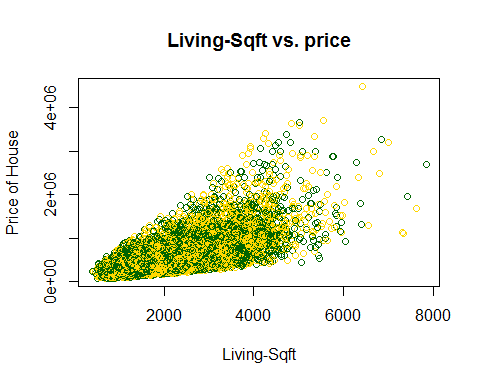 Living-Sqft vs. price
Price of House
4e+06
2e+06
0e+00
2000 4000 6000 8000
Living-Sqft